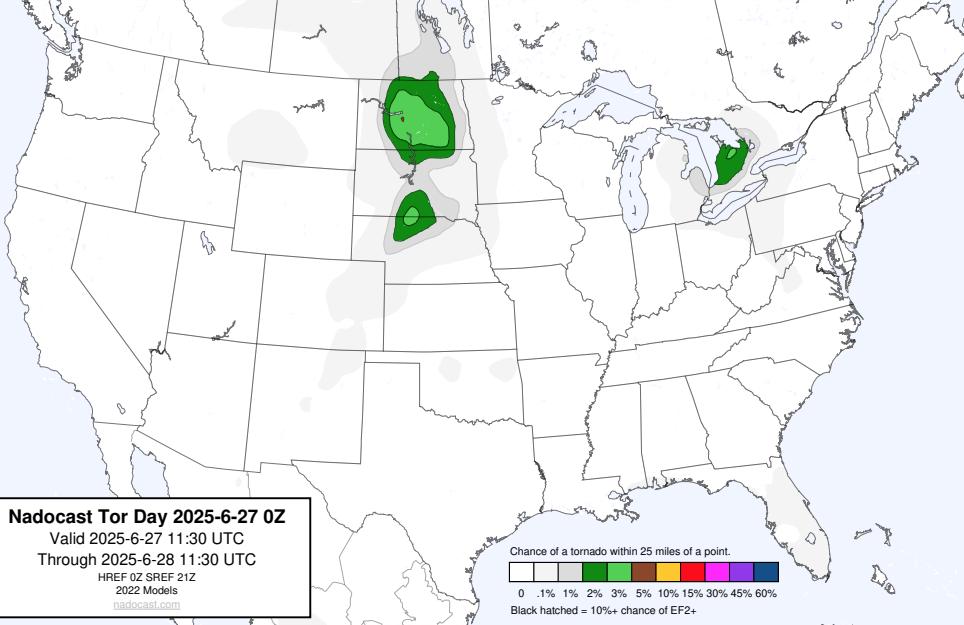 Nadocast Tor Day 2025-6-27 0Z
Valid 2025-6-27 11:30 UTC
Through 2025-6-28 11:30 UTC
HREF 0Z SREF 21Z
2022 Models
nadocast.com
Chance of a tornado within 25 miles of a point.
0 .1% 1% 2% 3% 5% 10% 15% 30% 45% 60%
Black hatched = 10%+ chance of EF2+